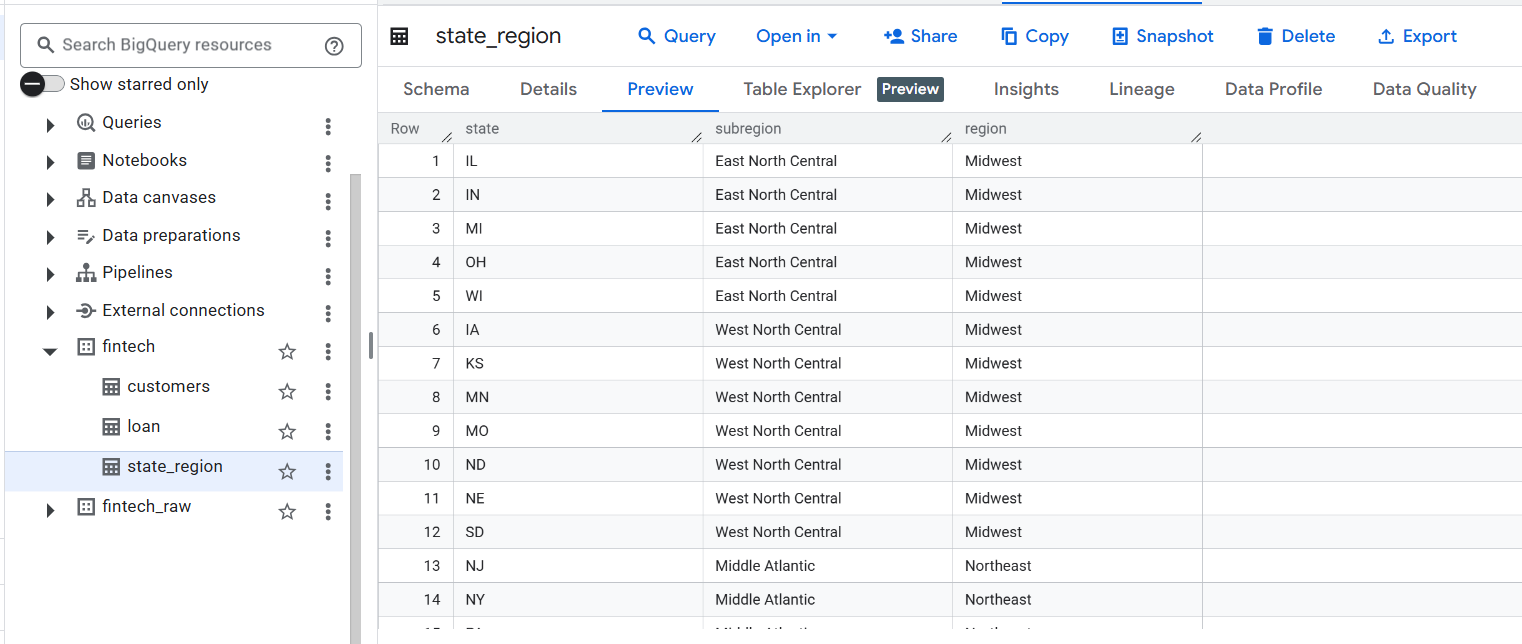 Search BigQuery resources
Show starred only
Queries
Notebooks
Data canvases
Data preparations
Pipelines
External connections
fintech
customers
loan
state_region
fintech_raw
state_region Query Open in Share Copy Snapshot Delete Export
Schema Details Preview Table Explorer Preview Insights Lineage Data Profile Data Quality
Row state subregion region
1 IL East North Central Midwest
2 IN East North Central Midwest
3 MI East North Central Midwest
4 OH East North Central Midwest
5 WI East North Central Midwest
6 IA West North Central Midwest
7 KS West North Central Midwest
8 MN West North Central Midwest
9 MO West North Central Midwest
10 ND West North Central Midwest
11 NE West North Central Midwest
12 SD West North Central Midwest
13 NJ Middle Atlantic Northeast
14 NY Middle Atlantic Northeast